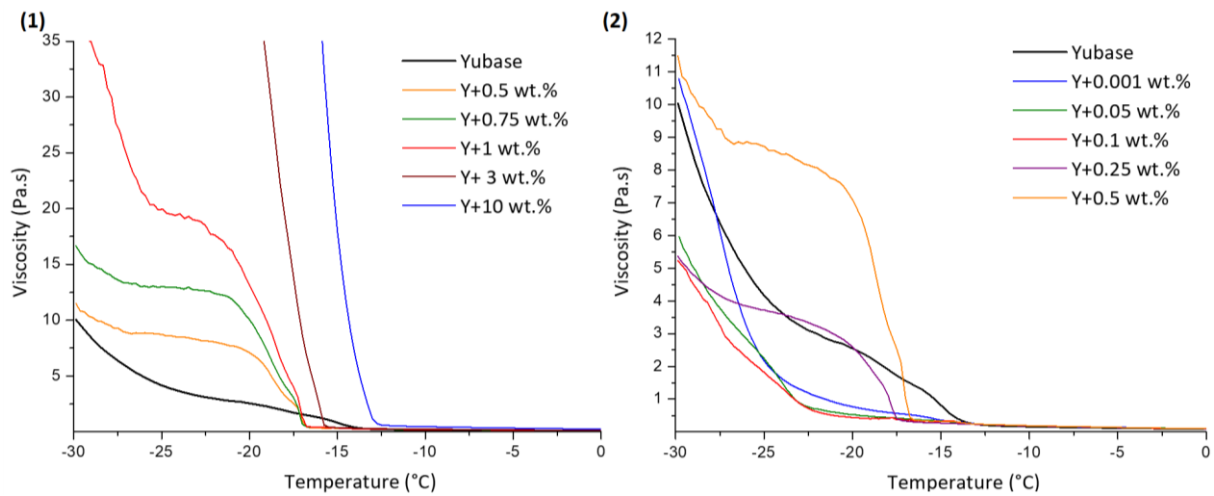 (1)
35
30
25
20
15
10
5
Viscosity (Pa.s)
Yubase
Y+0.5 wt.%
Y+0.75 wt.%
Y+1 wt.%
Y+ 3 wt.%
Y+10 wt.%
-30
-25
-20
-15
-10
-5
0
Temperature (°C)
(2)
12
11
10
9
8
7
6
5
4
3
2
1
Viscosity (Pa.s)
Yubase
Y+0.001 wt.%
Y+0.05 wt.%
Y+0.1 wt.%
Y+0.25 wt.%
Y+0.5 wt.%
-30
-25
-20
-15
-10
-5
0
Temperature (°C)